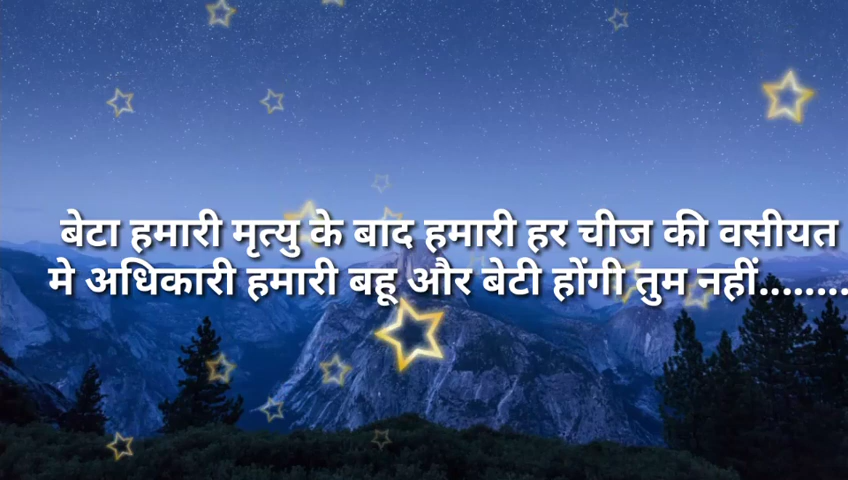 बेटा हमारी मृत्यु के बाद हमारी हर चीज की वसीयत
मे अधिकारी हमारी बहू और बेटी होंगी तुम नहीं........